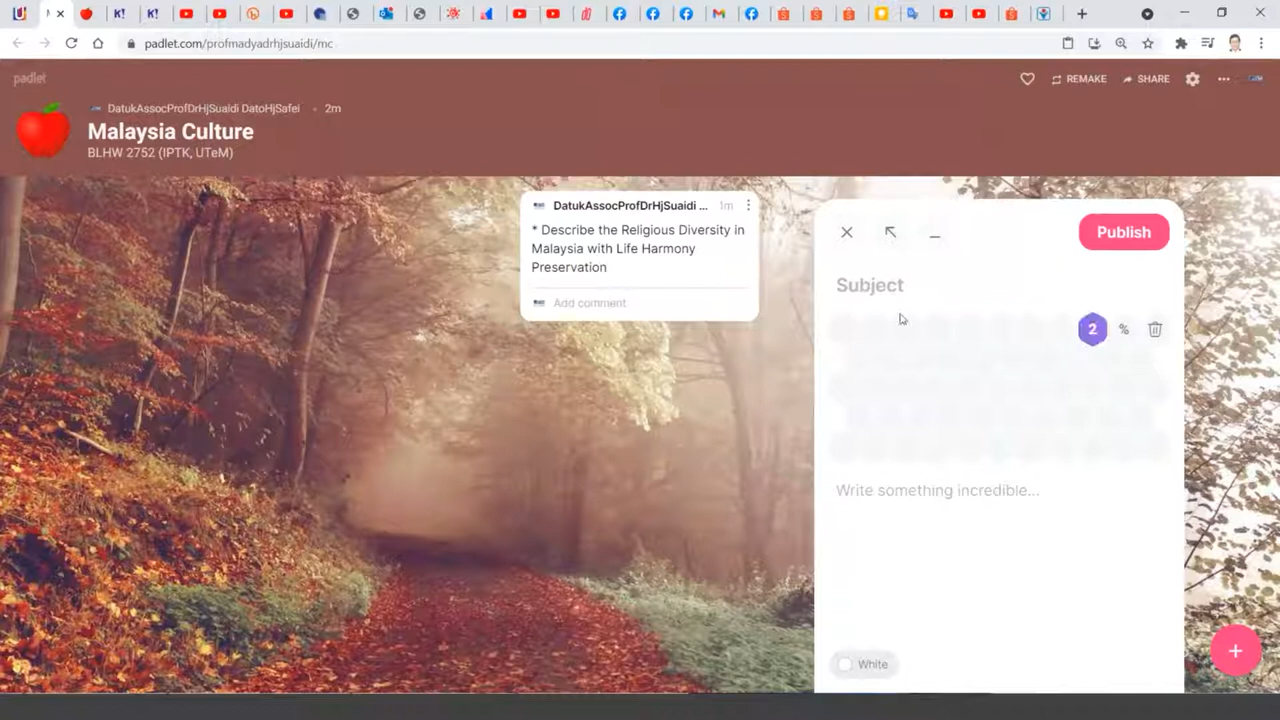 padlet.com/profmadyadrhjsuaidi/mc
padlet
REMAKE
SHARE
DatukAssocProfDrHjSuaidi DatoHjSafei • 2m
Malaysia Culture
BLHW 2752 (IPTK, UTeM)
DatukAssocProfDrHjSuaidi ... 1m
* Describe the Religious Diversity in
Malaysia with Life Harmony
Preservation
Add comment
Publish
Subject
2 %
Write something incredible...
White